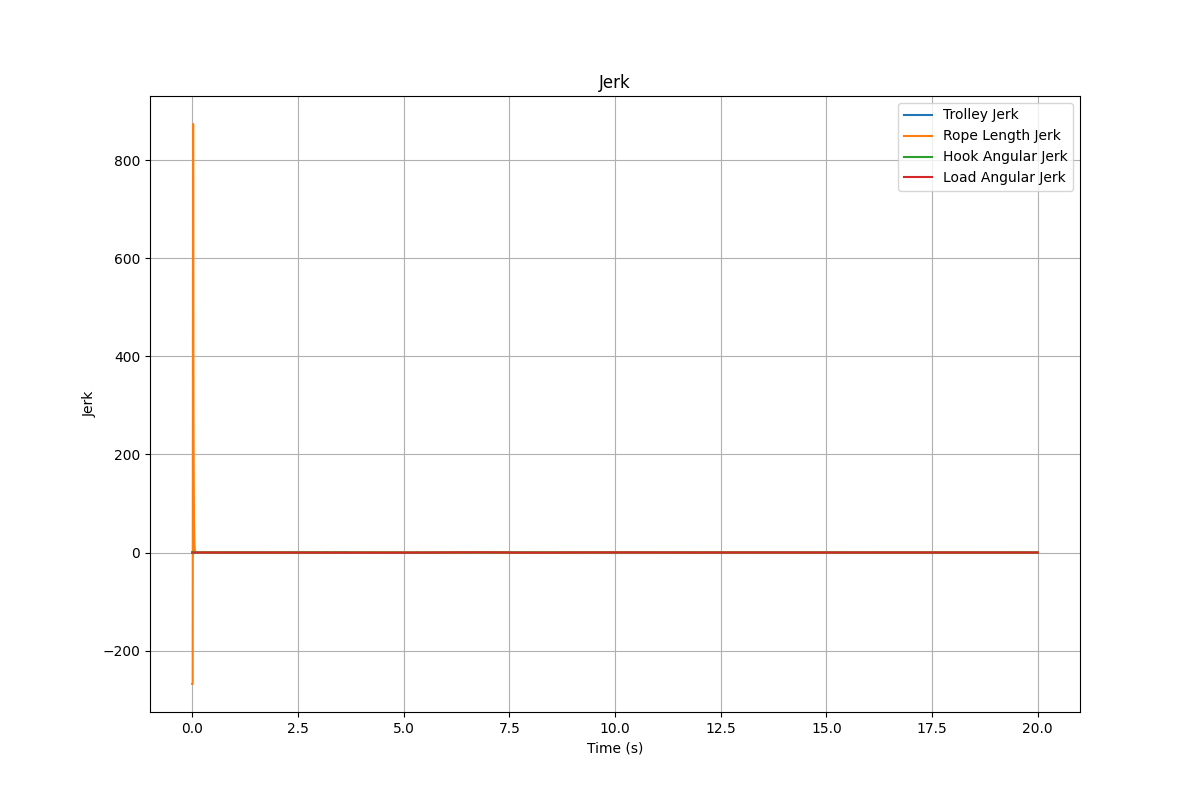 Jerk
Trolley Jerk
Rope Length Jerk
Hook Angular Jerk
Load Angular Jerk
800
600
400
200
0
−200
Jerk
0.0 2.5 5.0 7.5 10.0 12.5 15.0 17.5 20.0
Time (s)